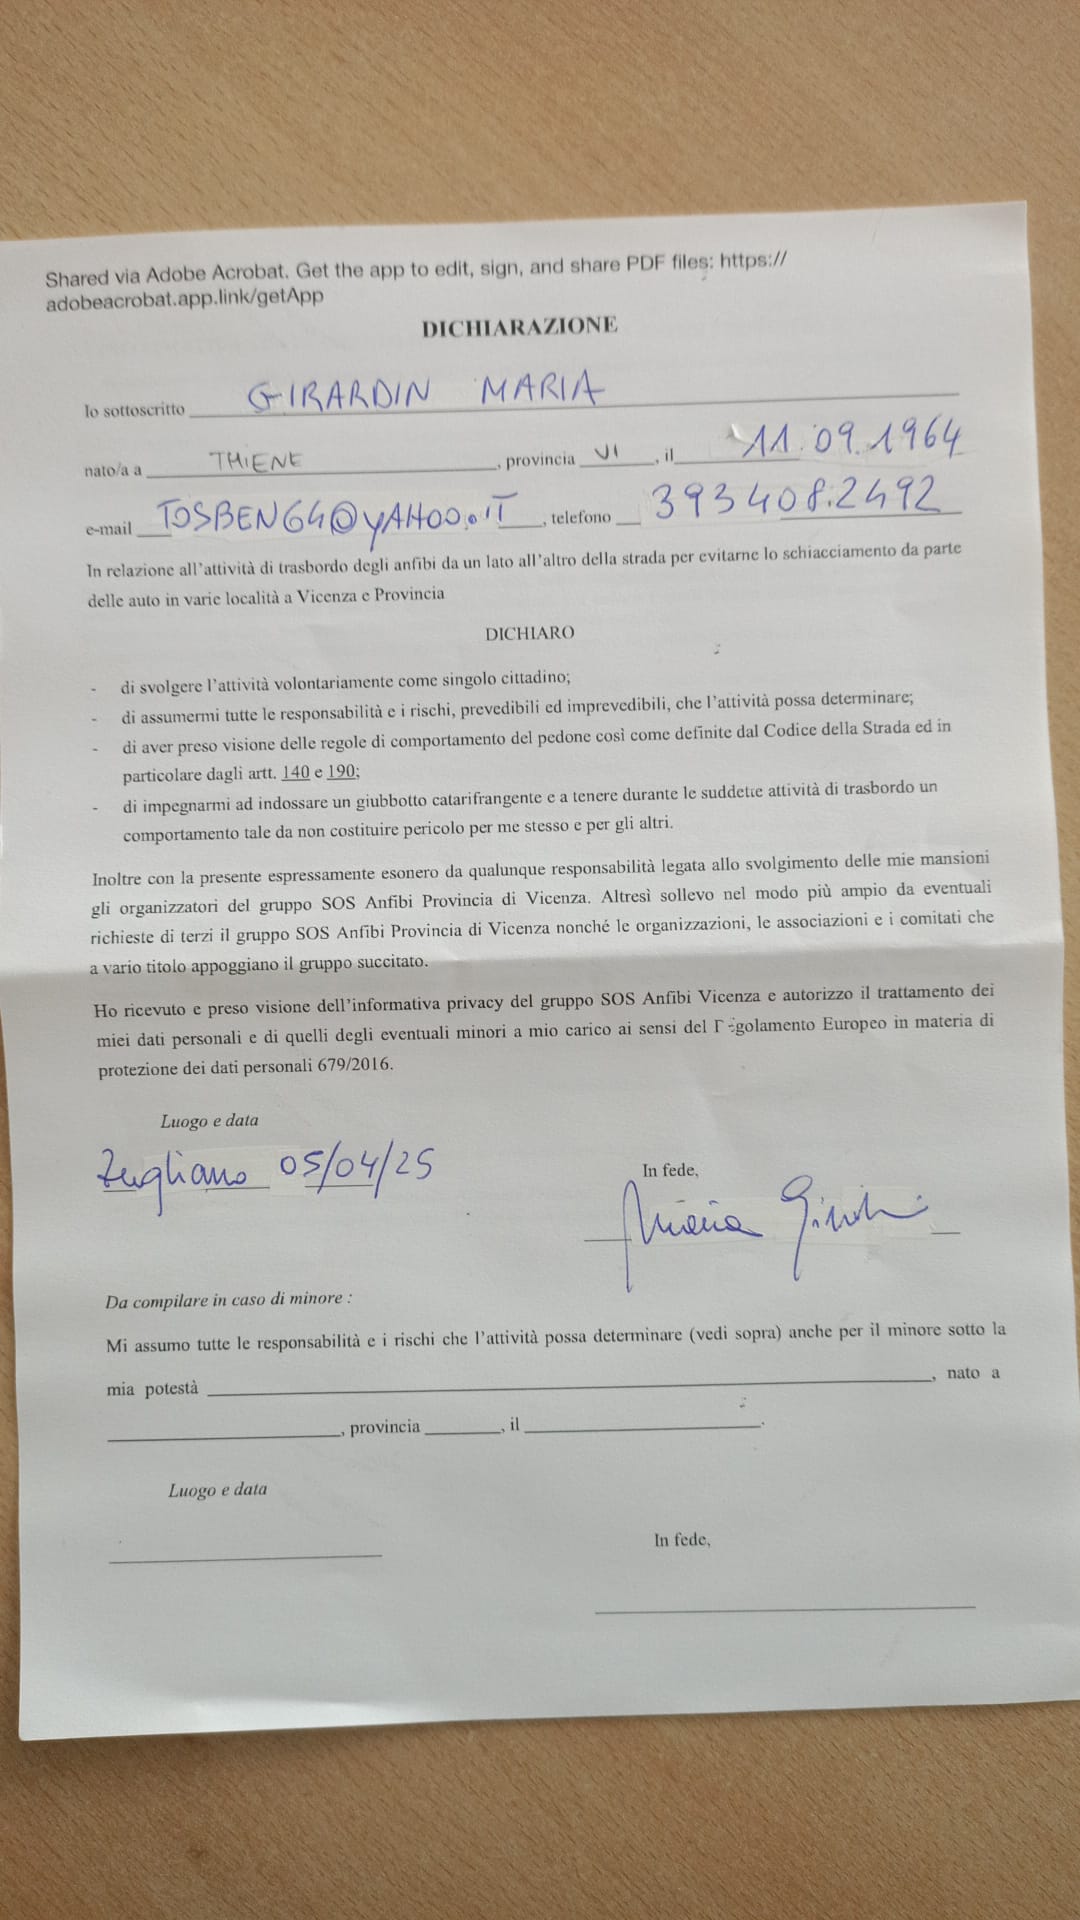 Shared via Adobe Acrobat. Get the app to edit, sign, and share PDF files: https://
adobeacrobat.app.link/getApp
DICHIARAZIONE
Io sottoscritto GIRARDIN MARIA
nato/a a THIENE, provincia VI, il 11.09.1964
e-mail TOSBEN64@YAHOO.IT, telefono 393 408.2492
In relazione all'attività di trasbordo degli anfibi da un lato all'altro della strada per evitarne lo schiacciamento da parte
delle auto in varie località a Vicenza e Provincia
DICHIARO
- di svolgere l'attività volontariamente come singolo cittadino;
- di assumermi tutte le responsabilità e i rischi, prevedibili ed imprevedibili, che l'attività possa determinare;
- di aver preso visione delle regole di comportamento del pedone così come definite dal Codice della Strada ed in
particolare dagli artt. 140 e 190;
- di impegnarmi ad indossare un giubbotto catarifrangente e a tenere durante le suddette attività di trasbordo un
comportamento tale da non costituire pericolo per me stesso e per gli altri.
Inoltre con la presente espressamente esonero da qualunque responsabilità legata allo svolgimento delle mie mansioni
gli organizzatori del gruppo SOS Anfibi Provincia di Vicenza. Altresì sollevo nel modo più ampio da eventuali
richieste di terzi il gruppo SOS Anfibi Provincia di Vicenza nonché le organizzazioni, le associazioni e i comitati che
a vario titolo appoggiano il gruppo succitato.
Ho ricevuto e preso visione dell'informativa privacy del gruppo SOS Anfibi Vicenza e autorizzo il trattamento dei
miei dati personali e di quelli degli eventuali minori a mio carico ai sensi del Regolamento Europeo in materia di
protezione dei dati personali 679/2016.
Luogo e data
Zugliano 05/04/25
In fede,
Maria
Da compilare in caso di minore :
Mi assumo tutte le responsabilità e i rischi che l'attività possa determinare (vedi sopra) anche per il minore sotto la
mia potestà , nato a
, provincia , il .
Luogo e data
In fede,